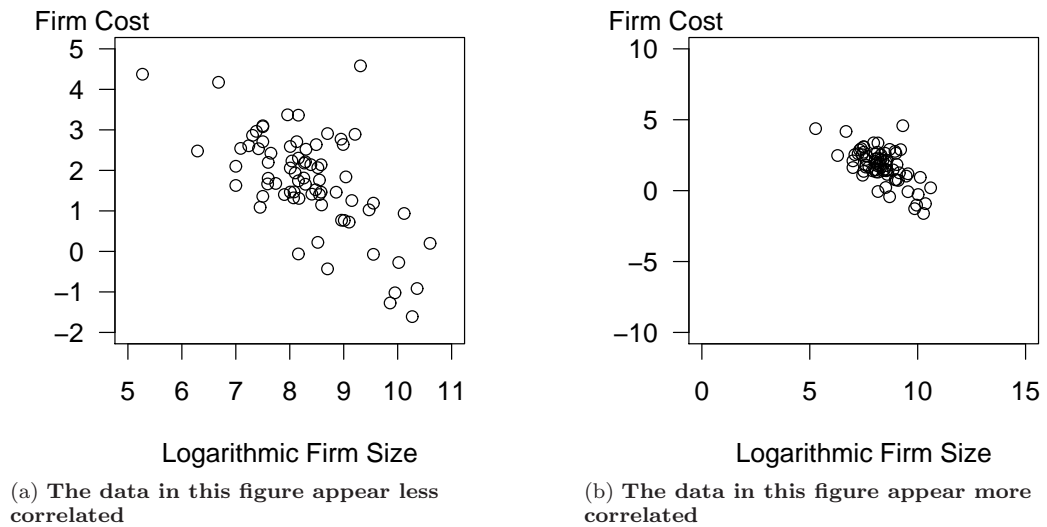 Firm Cost
5
4
3
2
1
0
−1
−2
5 6 7 8 9 10 11
Logarithmic Firm Size
(a) The data in this figure appear less
correlated
Firm Cost
10
5
0
−5
−10
0 5 10 15
Logarithmic Firm Size
(b) The data in this figure appear more
correlated